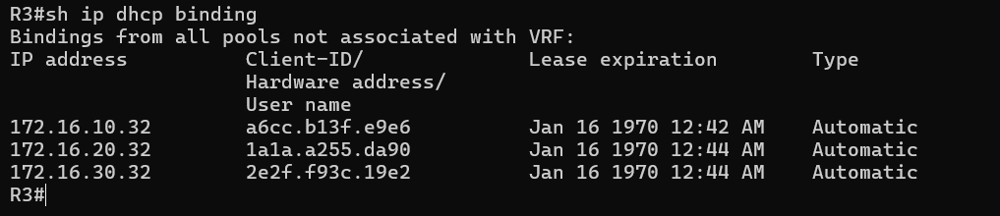 R3#sh ip dhcp binding
Bindings from all pools not associated with VRF:
IP address          Client-ID/              Lease expiration        Type
                    Hardware address/
                    User name
172.16.10.32        a6cc.b13f.e9e6          Jan 16 1970 12:42 AM    Automatic
172.16.20.32        1a1a.a255.da90          Jan 16 1970 12:44 AM    Automatic
172.16.30.32        2e2f.f93c.19e2          Jan 16 1970 12:44 AM    Automatic
R3#